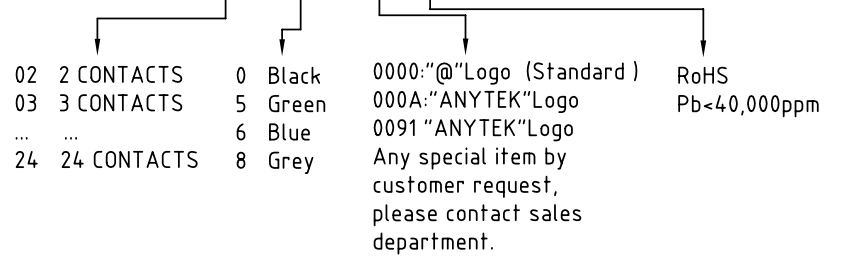 02 2 CONTACTS
03 3 CONTACTS
... ...
24 24 CONTACTS
0 Black
5 Green
6 Blue
8 Grey
0000:"@"Logo (Standard )
000A:"ANYTEK"Logo
0091 "ANYTEK"Logo
Any special item by
customer request,
please contact sales
department.
RoHS
Pb<40,000ppm